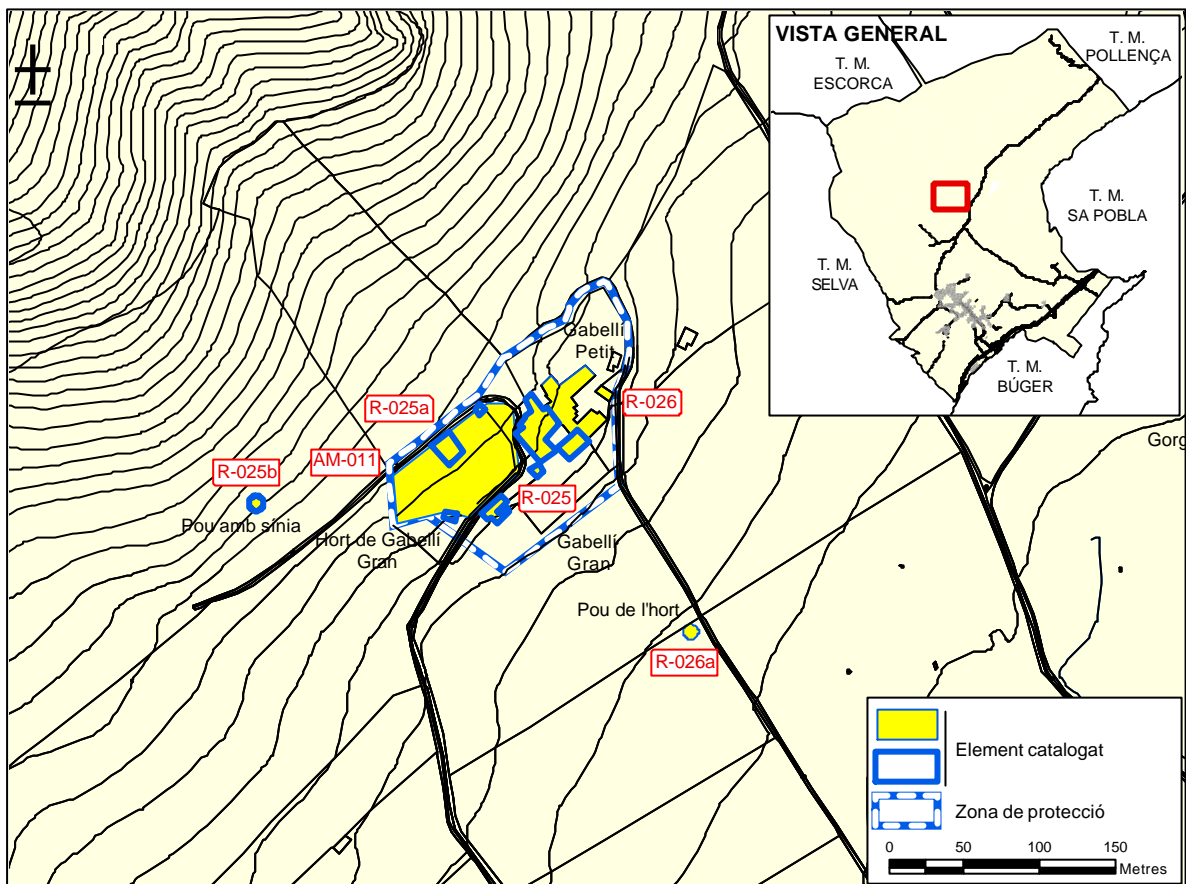 VISTA GENERAL
T. M.
POLLENÇA
T. M.
ESCORCA
T. M.
SA POBLA
T. M.
SELVA
T. M.
BÚGER
Gabellí
Petit
R-025a
R-026
AM-011
R-025b
R-025
Pou amb sínia
Hort de Gabellí
Gran
Gabellí
Gran
Pou de l'hort
R-026a
Gorg
Element catalogat
Zona de protecció
0 50 100 150
Metres